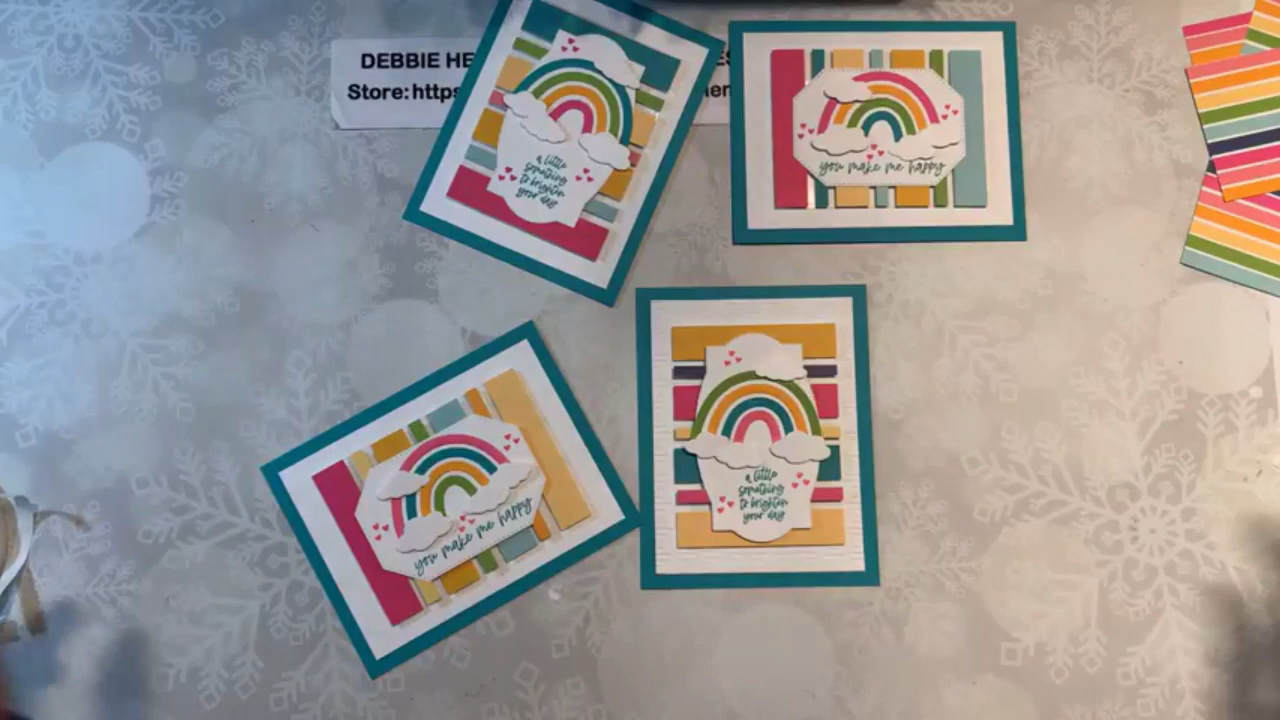 DEBBIE HE
Store: https
a little
something
to brighten
your day
you make me happy
you make me happy
a little
something
to brighten
your day